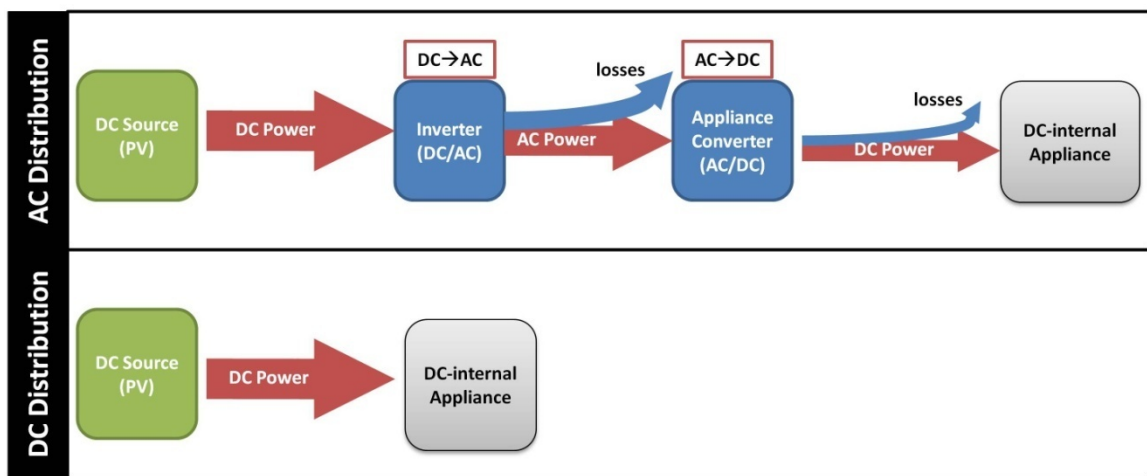 AC Distribution
DC Source
(PV)
DC Power
DC→AC
Inverter
(DC/AC)
losses
AC Power
AC→DC
Appliance
Converter
(AC/DC)
losses
DC Power
DC-internal
Appliance
DC Distribution
DC Source
(PV)
DC Power
DC-internal
Appliance